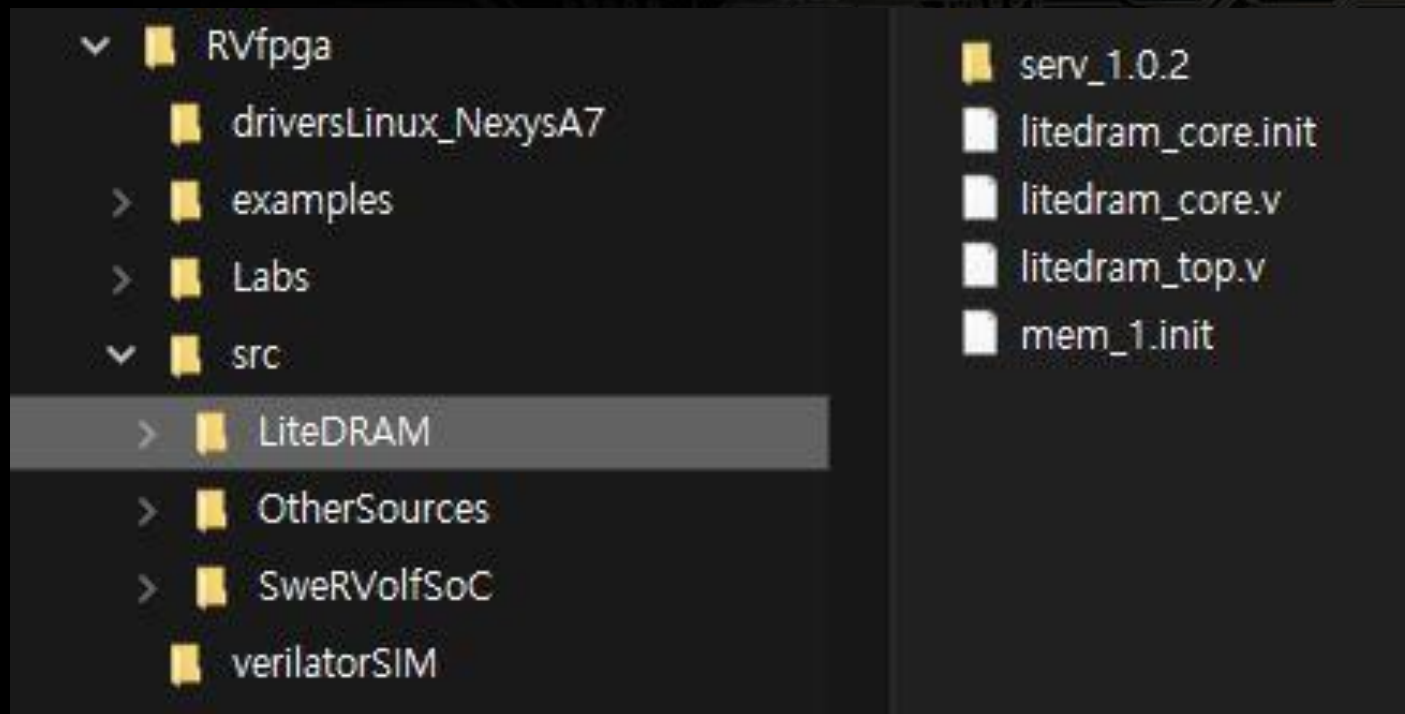 RVfpga
driversLinux_NexysA7
examples
Labs
src
LiteDRAM
OtherSources
SweRVolfSoC
verilatorSIM
serv_1.0.2
litedram_core.init
litedram_core.v
litedram_top.v
mem_1.init